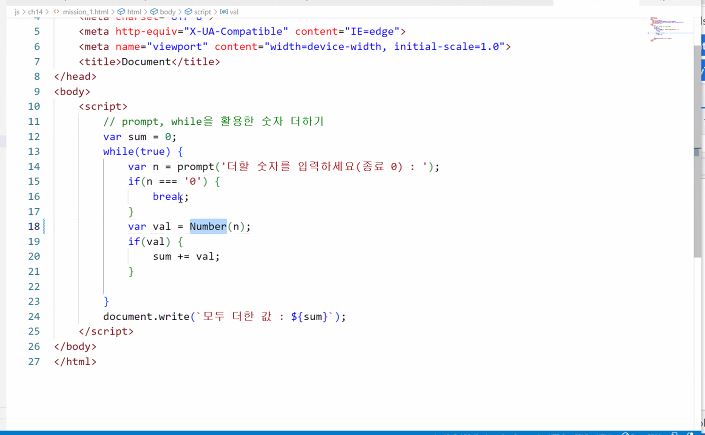 js > ch14 > <> mission_1.html > html > body > script > val
4 <meta charset="UTF-8">
5 <meta http-equiv="X-UA-Compatible" content="IE=edge">
6 <meta name="viewport" content="width=device-width, initial-scale=1.0">
7 <title>Document</title>
8 </head>
9 <body>
10 <script>
11 // prompt, while을 활용한 숫자 더하기
12 var sum = 0;
13 while(true) {
14 var n = prompt('더할 숫자를 입력하세요(종료 0) : ');
15 if(n === '0') {
16 break;
17 }
18 var val = Number(n);
19 if(val) {
20 sum += val;
21 }
22
23 }
24 document.write(`모두 더한 값 : ${sum}`);
25 </script>
26 </body>
27 </html>